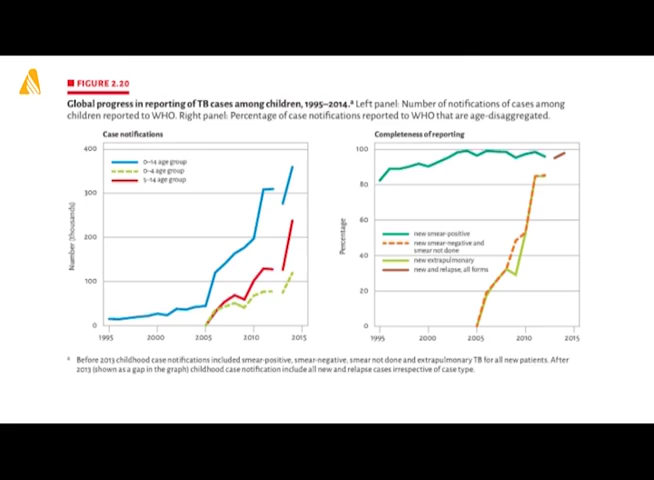 FIGURE 2.20
Global progress in reporting of TB cases among children, 1995–2014.ª Left panel: Number of notifications of cases among
children reported to WHO. Right panel: Percentage of case notifications reported to WHO that are age-disaggregated.
Case notifications
Number (thousands)
400
300
200
100
0
0–14 age group
0–4 age group
5–14 age group
1995
2000
2005
2010
2015
Completeness of reporting
Percentage
100
80
60
40
20
0
new smear-positive
new smear-negative and
smear not done
new extrapulmonary
new and relapse, all forms
1995
2000
2005
2010
2015
ª Before 2013 childhood case notifications included smear-positive, smear-negative, smear not done and extrapulmonary TB for all new patients. After
2013 (shown as a gap in the graph) childhood case notification include all new and relapse cases irrespective of case type.